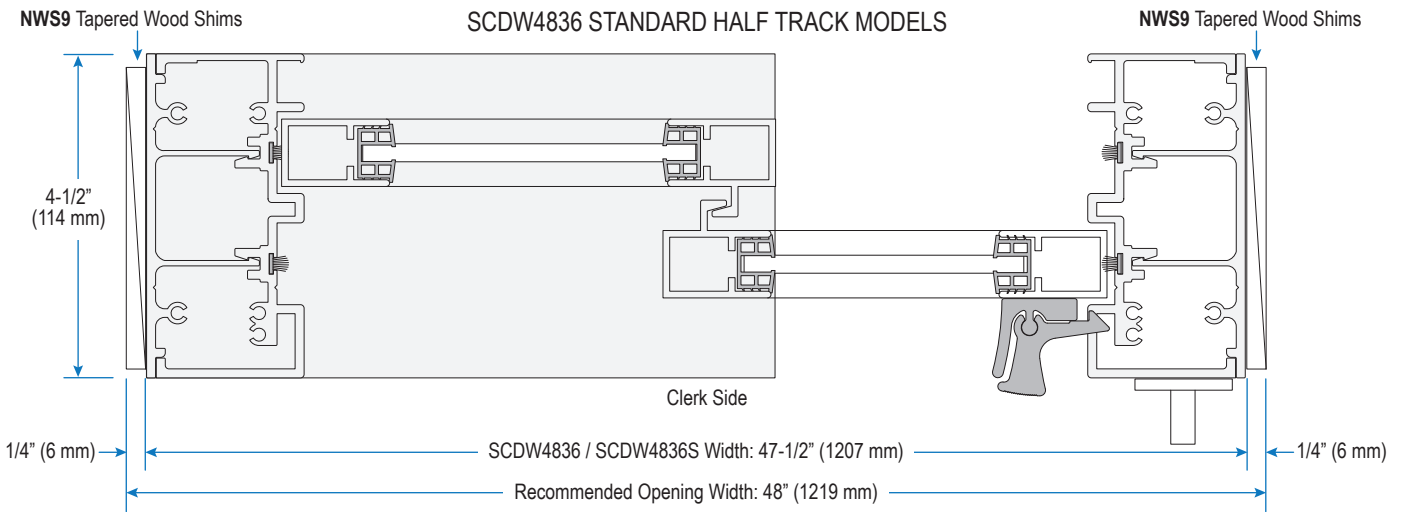 NWS9 Tapered Wood Shims
SCDW4836 STANDARD HALF TRACK MODELS
NWS9 Tapered Wood Shims
4-1/2”
(114 mm)
Clerk Side
1/4” (6 mm)
SCDW4836 / SCDW4836S Width: 47-1/2” (1207 mm)
1/4” (6 mm)
Recommended Opening Width: 48” (1219 mm)